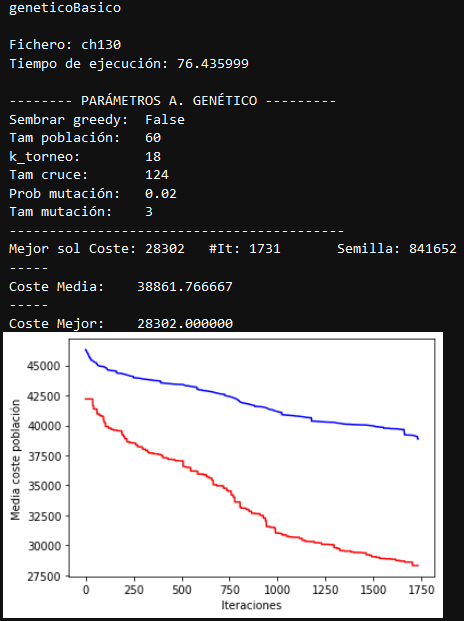 geneticoBasico
Fichero: ch130
Tiempo de ejecución: 76.435999
-------- PARÁMETROS A. GENÉTICO ---------
Sembrar greedy: False
Tam población: 60
k_torneo: 18
Tam cruce: 124
Prob mutación: 0.02
Tam mutación: 3
------------------------------------------
Mejor sol Coste: 28302 #It: 1731 Semilla: 841652
-----
Coste Media: 38861.766667
-----
Coste Mejor: 28302.000000
45000
42500
40000
37500
35000
32500
30000
27500
Media coste población
0 250 500 750 1000 1250 1500 1750
Iteraciones